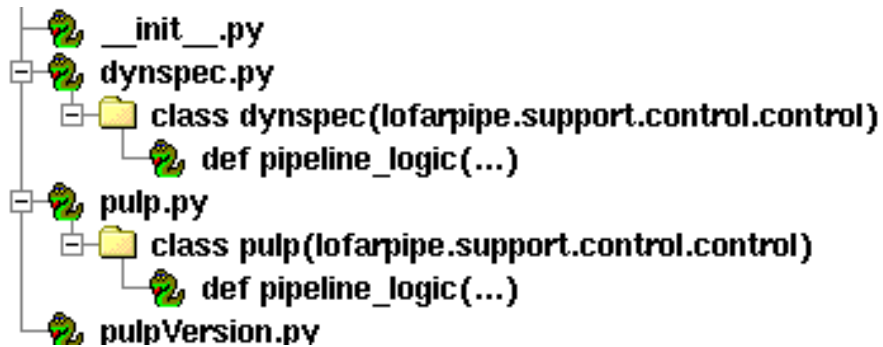 __init__.py
dynspec.py
class dynspec(lofarpipe.support.control.control)
def pipeline_logic(...)
pulp.py
class pulp(lofarpipe.support.control.control)
def pipeline_logic(...)
pulpVersion.py